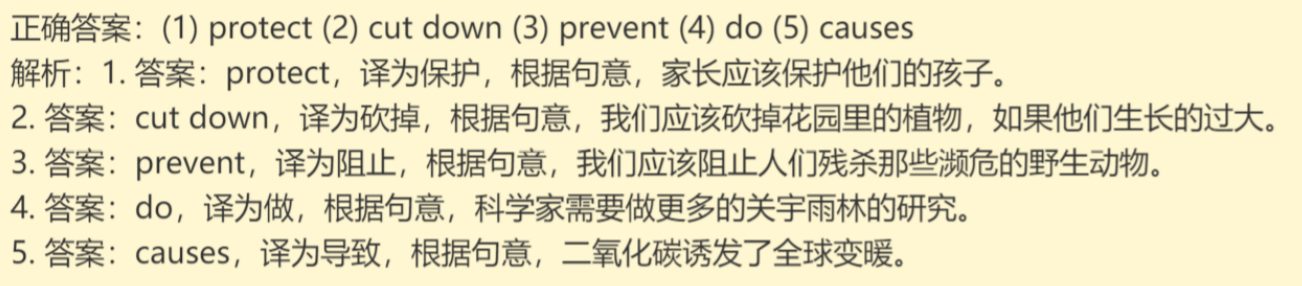 正确答案：(1) protect (2) cut down (3) prevent (4) do (5) causes
解析：1. 答案：protect，译为保护，根据句意，家长应该保护他们的孩子。
2. 答案：cut down，译为砍掉，根据句意，我们应该砍掉花园里的植物，如果他们生长的过大。
3. 答案：prevent，译为阻止，根据句意，我们应该阻止人们残杀那些濒危的野生动物。
4. 答案：do，译为做，根据句意，科学家需要做更多的关宇雨林的研究。
5. 答案：causes，译为导致，根据句意，二氧化碳诱发了全球变暖。